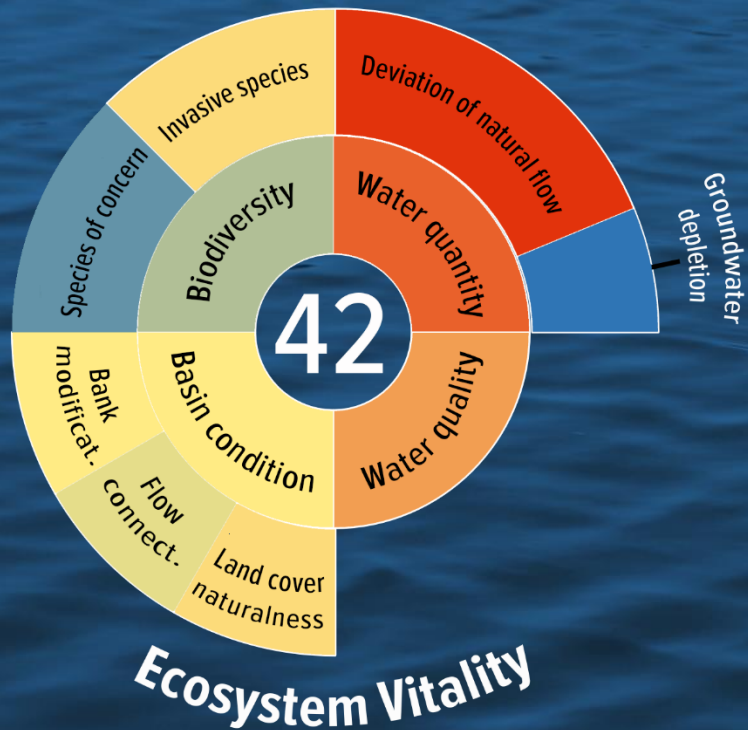 Invasive species
Deviation of natural flow
Species of concern
Biodiversity
Water quantity
Groundwater
depletion
42
Bank
modificat.
Basin condition
Water quality
Flow
connect.
Land cover
naturalness
Ecosystem Vitality